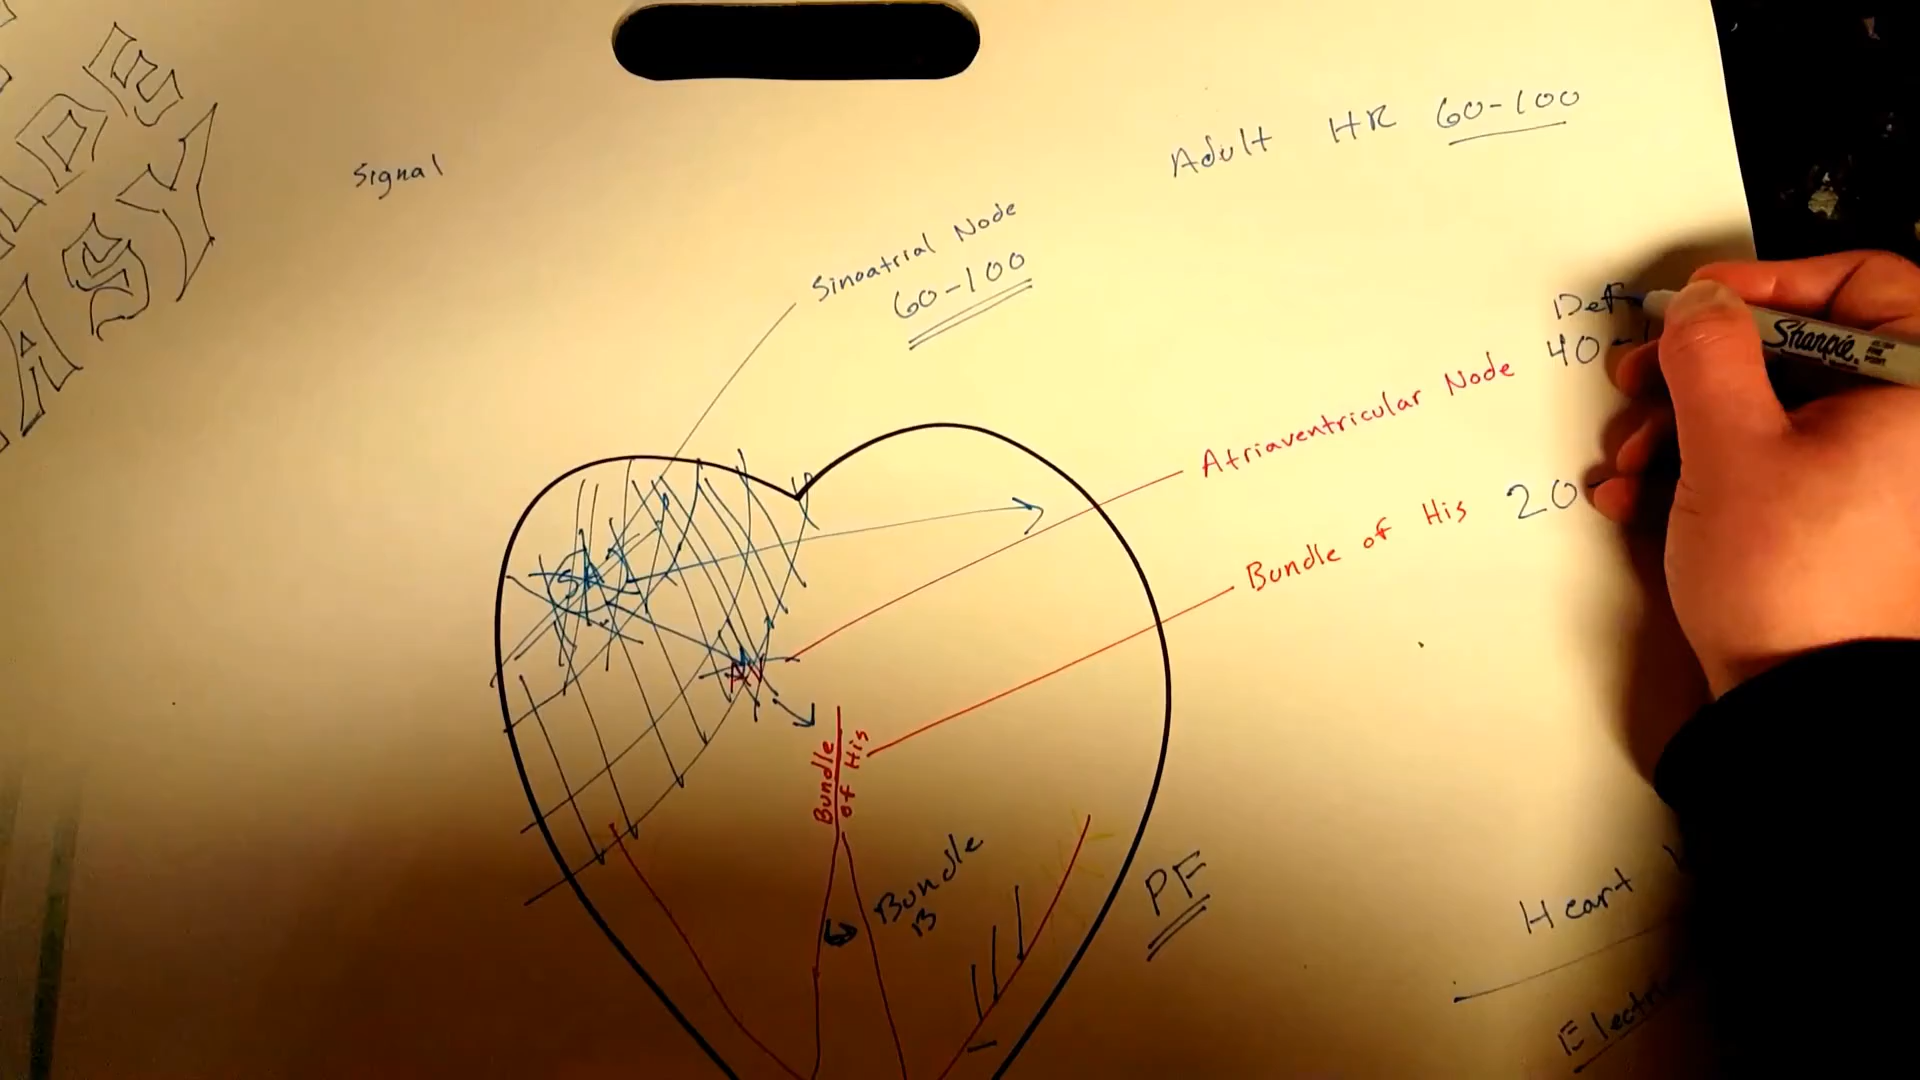 Signal
Adult HR 60-100
Sinoatrial Node
60-100
Atriaventricular Node 40-
Bundle of His 20
Sharpie
SA
AV
Bundle
of His
Bundle
B
PF
Heart